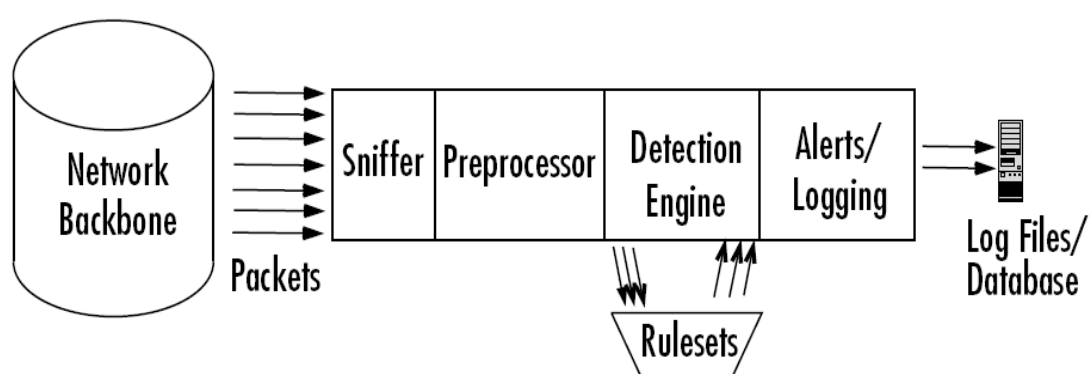 Network
Backbone
Packets
Sniffer
Preprocessor
Detection
Engine
Alerts/
Logging
Rulesets
Log Files/
Database